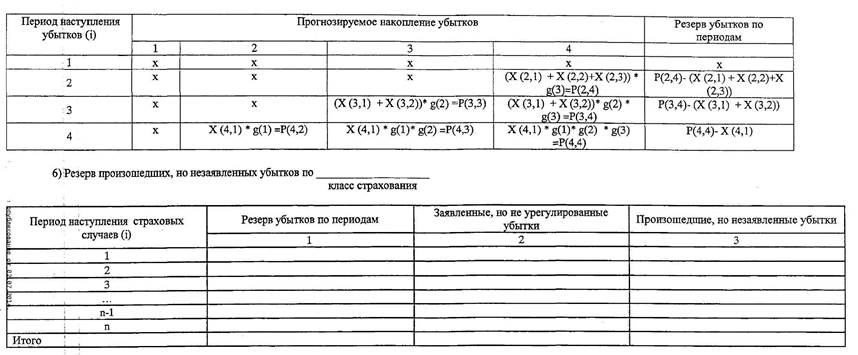 Период наступления убытков (i) Прогнозируемое накопление убытков Резерв убытков по периодам
1 2 3 4
1 x x x x x
2 x x x (X (2,1) + X (2,2)+X (2,3)) * g(3)=P(2,4) P(2,4)- (X (2,1) + X (2,2)+X (2,3))
3 x x (X (3,1) + X (3,2))* g(2) =P(3,3) (X (3,1) + X (3,2))* g(2) * g(3) =P(3,4) P(3,4)- (X (3,1) + X (3,2))
4 x X (4,1) * g(1) =P(4,2) X (4,1) * g(1)* g(2) =P(4,3) X (4,1) * g(1)* g(2) * g(3) =P(4,4) P(4,4)- X (4,1)
6) Резерв произошедших, но незаявленных убытков по ____________________
класс страхования
Период наступления страховых случаев (i) Резерв убытков по периодам Заявленные, но не урегулированные убытки Произошедшие, но незаявленные убытки
1 2 3
1
2
3
...
n-1
n
Итого